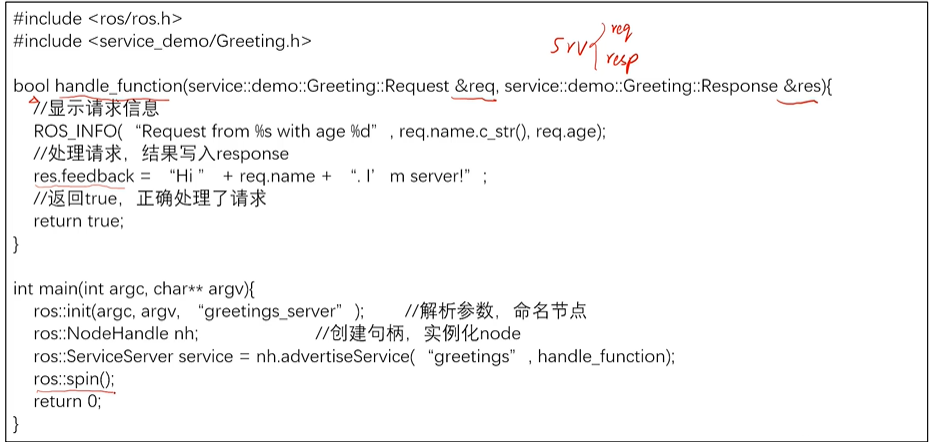 #include <ros/ros.h>
#include <service_demo/Greeting.h>
srv
req
resp
bool handle_function(service::demo::Greeting::Request &req, service::demo::Greeting::Response &res){
//显示请求信息
ROS_INFO( “Request from %s with age %d” , req.name.c_str(), req.age);
//处理请求，结果写入response
res.feedback = “Hi ” + req.name + “. I’ m server!” ;
//返回true，正确处理了请求
return true;
}
int main(int argc, char** argv){
ros::init(argc, argv, “greetings_server” ); //解析参数，命名节点
ros::NodeHandle nh; //创建句柄，实例化node
ros::ServiceServer service = nh.advertiseService( “greetings” , handle_function);
ros::spin();
return 0;
}